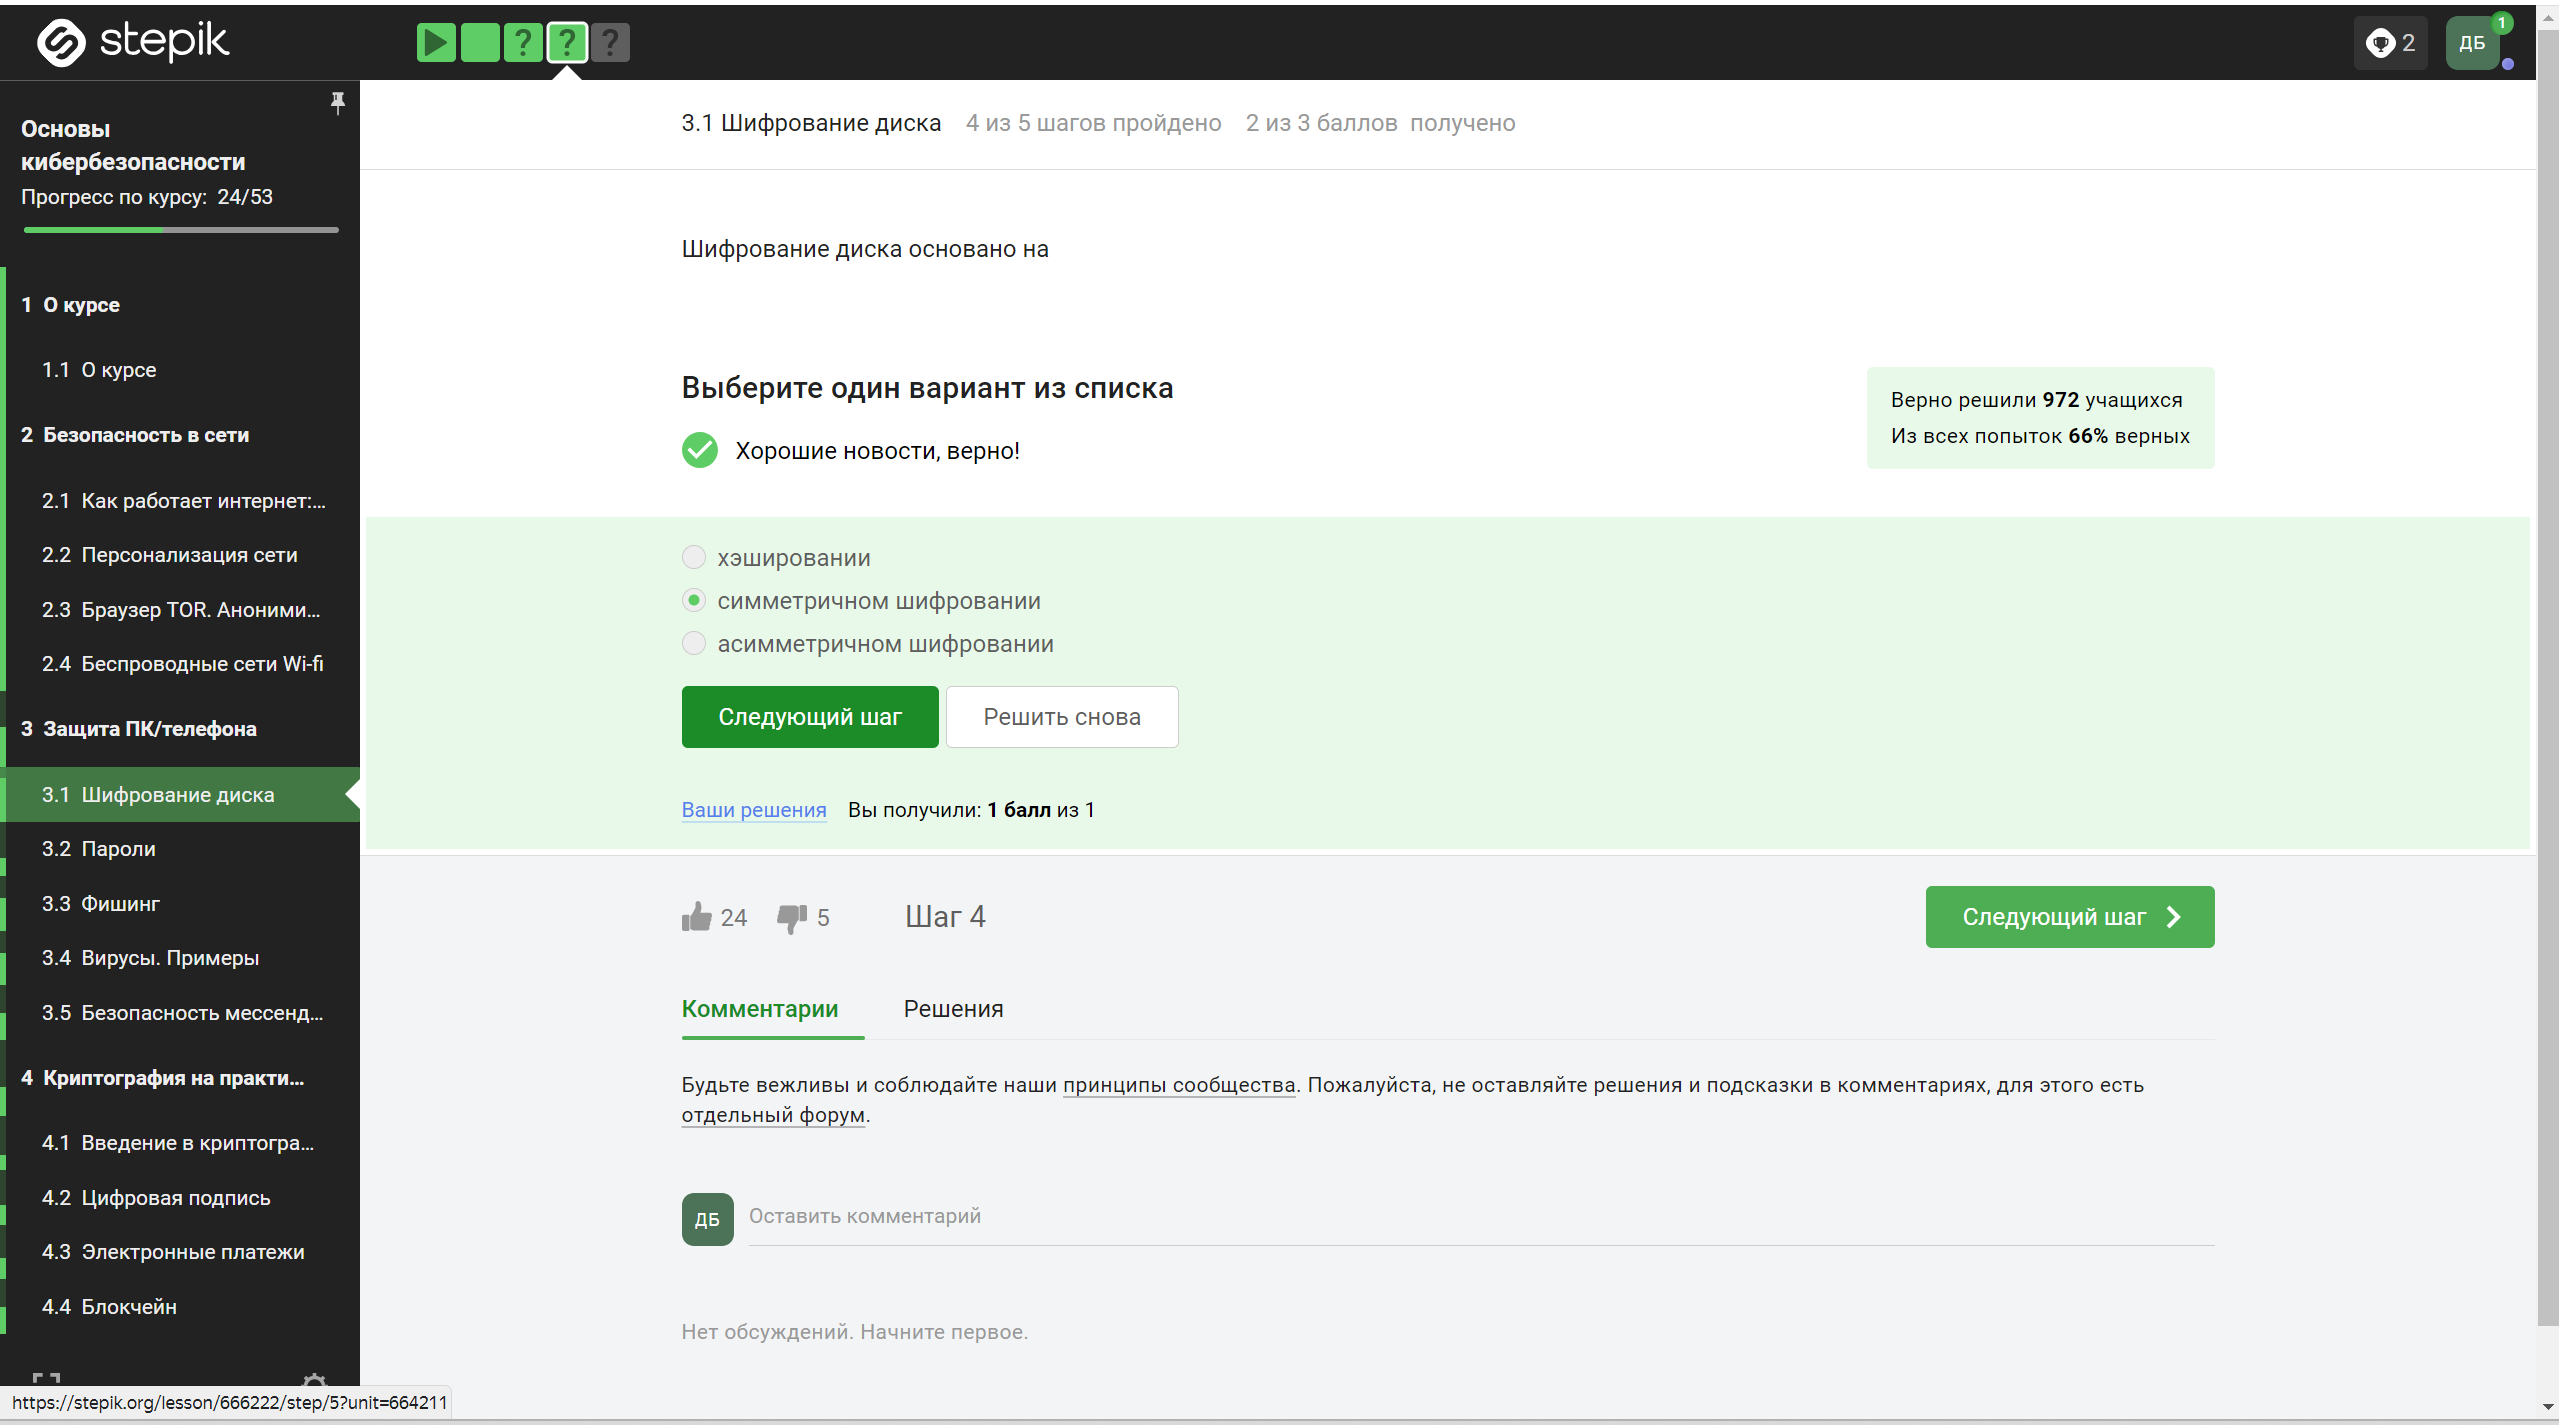 stepik
? ? ?
2
ДБ
1
Основы
кибербезопасности
Прогресс по курсу: 24/53
1 О курсе
1.1 О курсе
2 Безопасность в сети
2.1 Как работает интернет:...
2.2 Персонализация сети
2.3 Браузер TOR. Аноними...
2.4 Беспроводные сети Wi-fi
3 Защита ПК/телефона
3.1 Шифрование диска
3.2 Пароли
3.3 Фишинг
3.4 Вирусы. Примеры
3.5 Безопасность мессенд...
4 Криптография на практи...
4.1 Введение в криптогра...
4.2 Цифровая подпись
4.3 Электронные платежи
4.4 Блокчейн
https://stepik.org/lesson/666222/step/5?unit=664211
3.1 Шифрование диска 4 из 5 шагов пройдено 2 из 3 баллов получено
Шифрование диска основано на
Выберите один вариант из списка
Хорошие новости, верно!
Верно решили 972 учащихся
Из всех попыток 66% верных
хэшировании
симметричном шифровании
асимметричном шифровании
Следующий шаг Решить снова
Ваши решения Вы получили: 1 балл из 1
24 5 Шаг 4 Следующий шаг
Комментарии Решения
Будьте вежливы и соблюдайте наши принципы сообщества. Пожалуйста, не оставляйте решения и подсказки в комментариях, для этого есть
отдельный форум.
ДБ Оставить комментарий
Нет обсуждений. Начните первое.